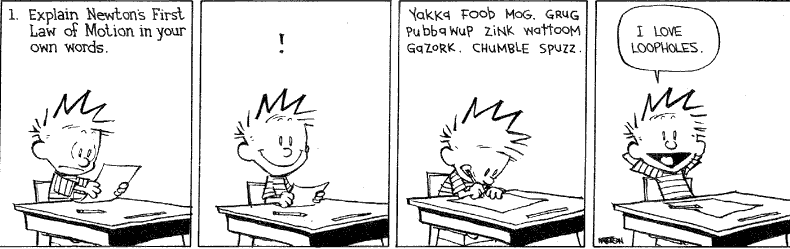 1. Explain Newton's First
Law of Motion in your
own words.
!
Yakka foob mog. Grug
pubbawup zink wattoom
gazork. Chumble spuzz.
I LOVE
LOOPHOLES.
WATTERSON